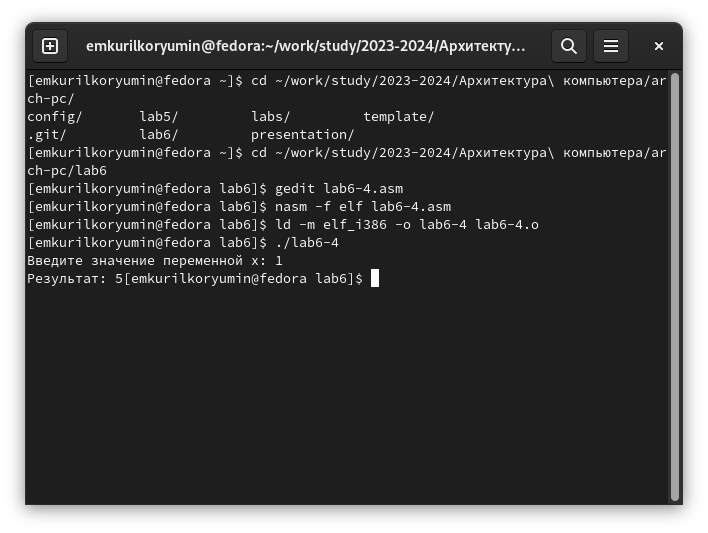 emkurilkoryumin@fedora:~/work/study/2023-2024/Архитекту...
[emkurilkoryumin@fedora ~]$ cd ~/work/study/2023-2024/Архитектура\ компьютера/ar
ch-pc/
config/ lab5/ labs/ template/
.git/ lab6/ presentation/
[emkurilkoryumin@fedora ~]$ cd ~/work/study/2023-2024/Архитектура\ компьютера/ar
ch-pc/lab6
[emkurilkoryumin@fedora lab6]$ gedit lab6-4.asm
[emkurilkoryumin@fedora lab6]$ nasm -f elf lab6-4.asm
[emkurilkoryumin@fedora lab6]$ ld -m elf_i386 -o lab6-4 lab6-4.o
[emkurilkoryumin@fedora lab6]$ ./lab6-4
Введите значение переменной x: 1
Результат: 5[emkurilkoryumin@fedora lab6]$